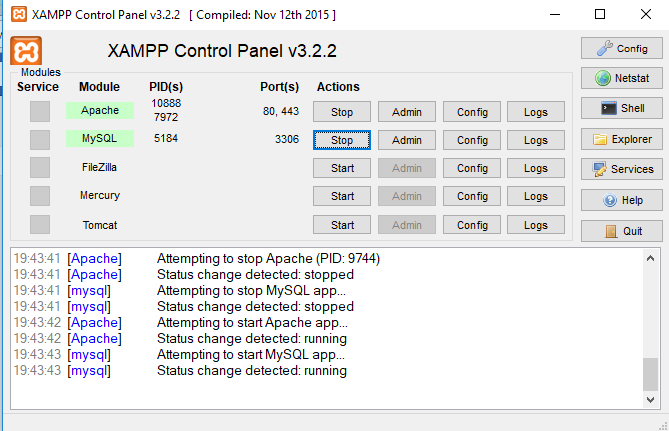 XAMPP Control Panel v3.2.2 [ Compiled: Nov 12th 2015 ]
XAMPP Control Panel v3.2.2
Config
Modules
Service Module PID(s) Port(s) Actions
Netstat
Apache 10888 7972 80, 443 Stop Admin Config Logs
Shell
MySQL 5184 3306 Stop Admin Config Logs
Explorer
FileZilla Start Admin Config Logs
Services
Mercury Start Admin Config Logs
Help
Tomcat Start Admin Config Logs
Quit
19:43:41 [Apache] Attempting to stop Apache (PID: 9744)
19:43:41 [Apache] Status change detected: stopped
19:43:41 [mysql] Attempting to stop MySQL app...
19:43:41 [mysql] Status change detected: stopped
19:43:42 [Apache] Attempting to start Apache app...
19:43:42 [Apache] Status change detected: running
19:43:43 [mysql] Attempting to start MySQL app...
19:43:43 [mysql] Status change detected: running